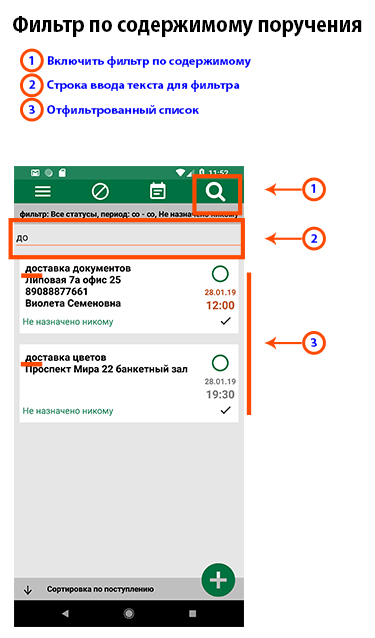 Фильтр по содержимому поручения
1 Включить фильтр по содержимому
2 Строка ввода текста для фильтра
3 Отфильтрованный список
11:52
1
фильтр: Все статусы, период: со - со, Не назначено никому
до
2
доставка документов
Липовая 7а офис 25
89088877661
Виолета Семеновна
28.01.19
12:00
Не назначено никому
3
доставка цветов
Проспект Мира 22 банкетный зал
28.01.19
19:30
Не назначено никому
Сортировка по поступлению